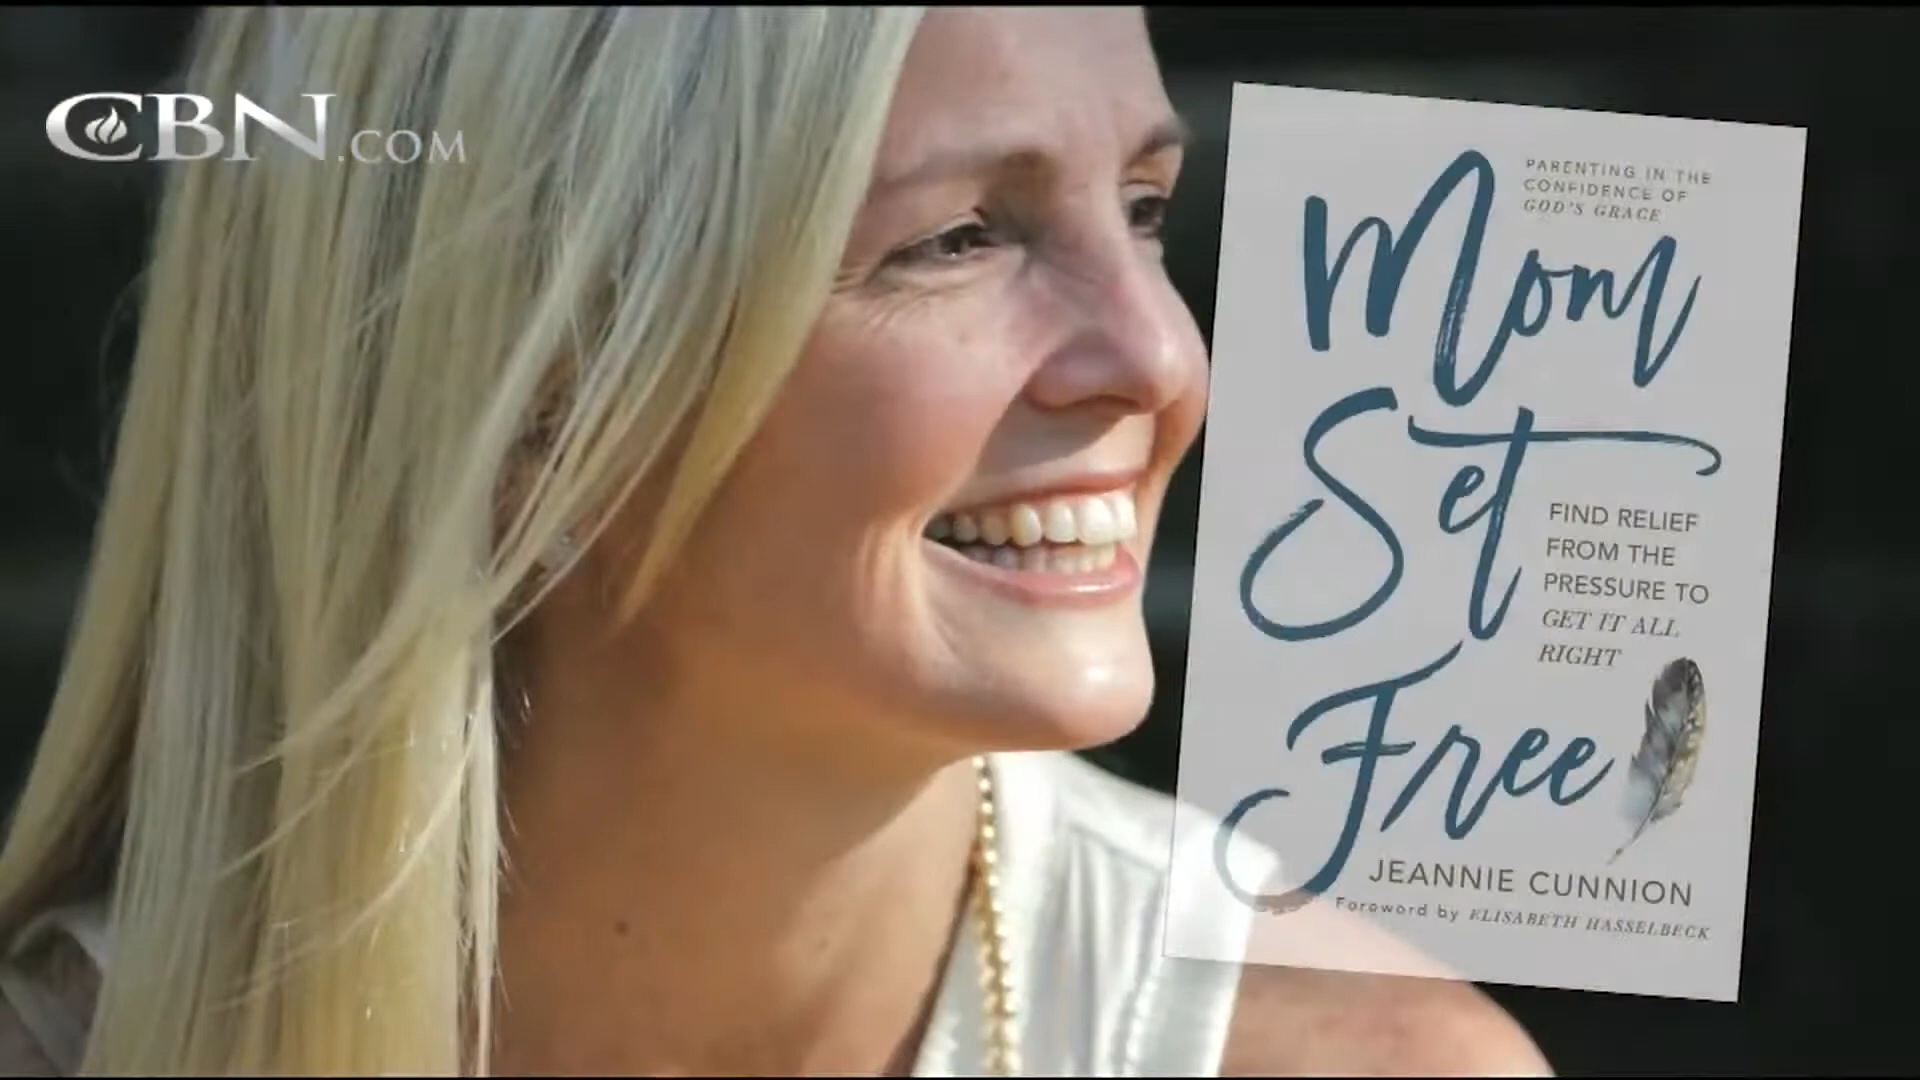 CBN.COM
PARENTING IN THE
CONFIDENCE OF
GOD'S GRACE
Mom
Set
Free
FIND RELIEF
FROM THE
PRESSURE TO
GET IT ALL
RIGHT
JEANNIE CUNNION
Foreword by ELISABETH HASSELBECK